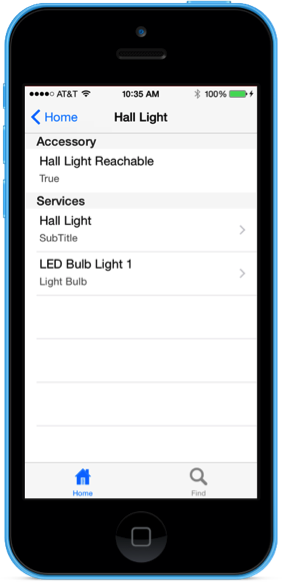 AT&T 10:35 AM 100%
Home Hall Light
Accessory
Hall Light Reachable
True
Services
Hall Light
SubTitle
LED Bulb Light 1
Light Bulb
Home Find